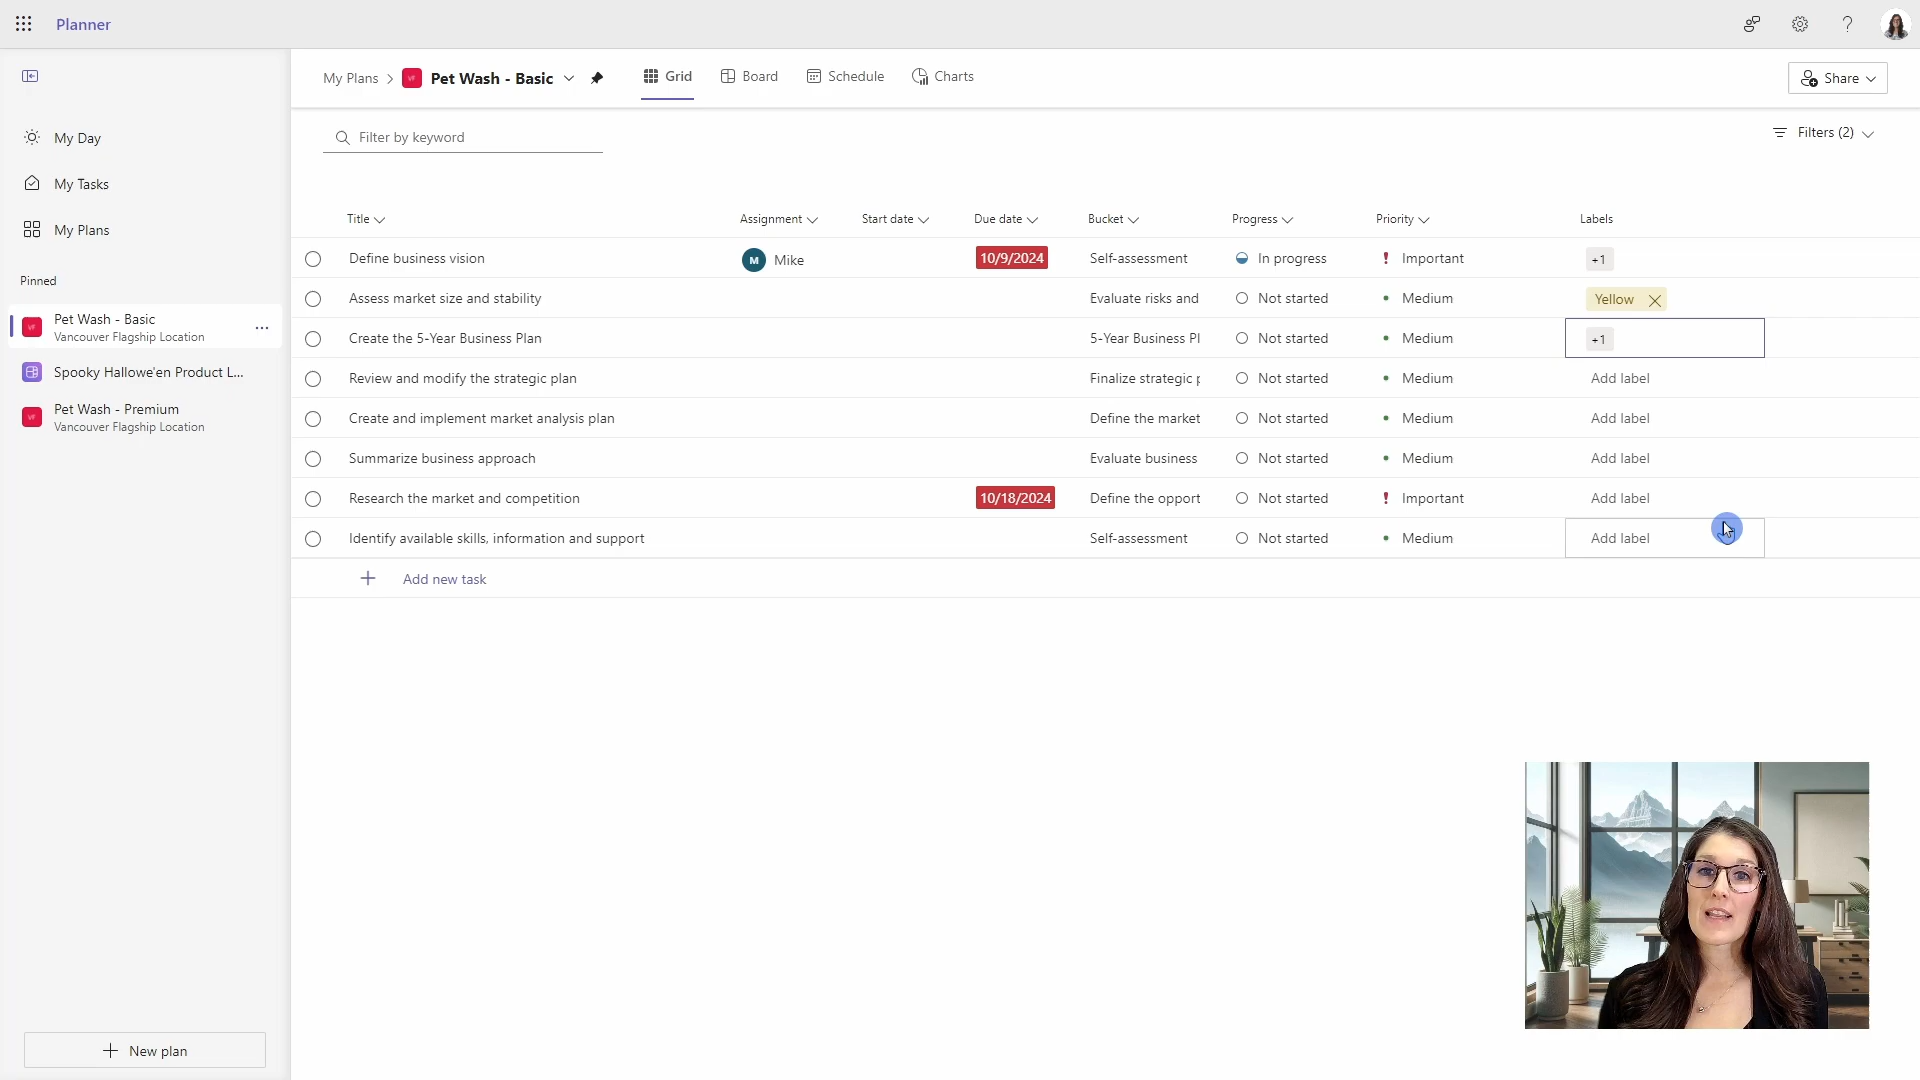 Planner
My Plans
Pet Wash - Basic
Grid
Board
Schedule
Charts
Share
My Day
My Tasks
My Plans
Pinned
Pet Wash - Basic
Vancouver Flagship Location
Spooky Hallowe'en Product L...
Pet Wash - Premium
Vancouver Flagship Location
New plan
Filter by keyword
Filters (2)
Title Assignment Start date Due date Bucket Progress Priority Labels
Define business vision M Mike 10/9/2024 Self-assessment In progress Important +1
Assess market size and stability Evaluate risks and Not started Medium Yellow
Create the 5-Year Business Plan 5-Year Business Pl Not started Medium +1
Review and modify the strategic plan Finalize strategic p Not started Medium Add label
Create and implement market analysis plan Define the market Not started Medium Add label
Summarize business approach Evaluate business Not started Medium Add label
Research the market and competition 10/18/2024 Define the opport Not started Important Add label
Identify available skills, information and support Self-assessment Not started Medium Add label
Add new task